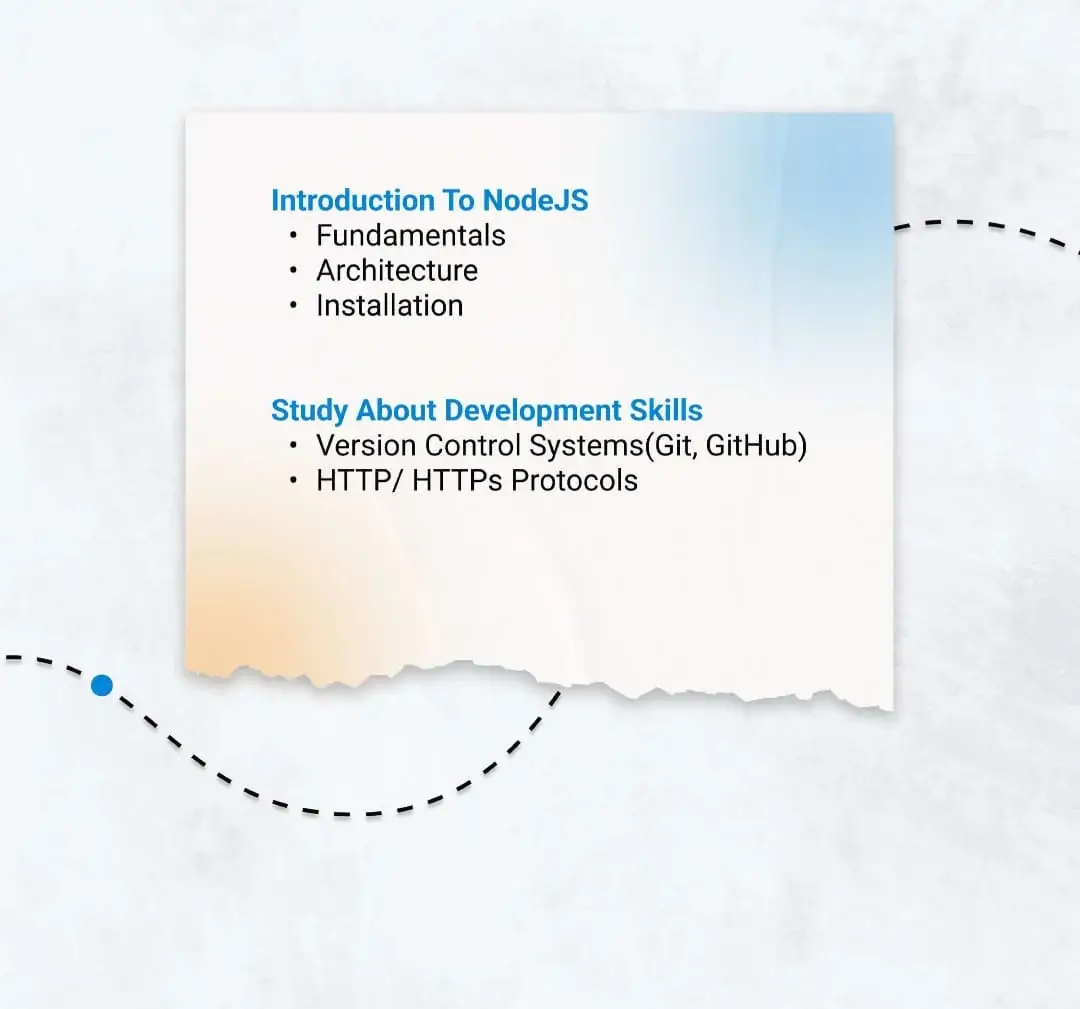 Introduction To NodeJS
• Fundamentals
• Architecture
• Installation
Study About Development Skills
• Version Control Systems(Git, GitHub)
• HTTP/ HTTPs Protocols